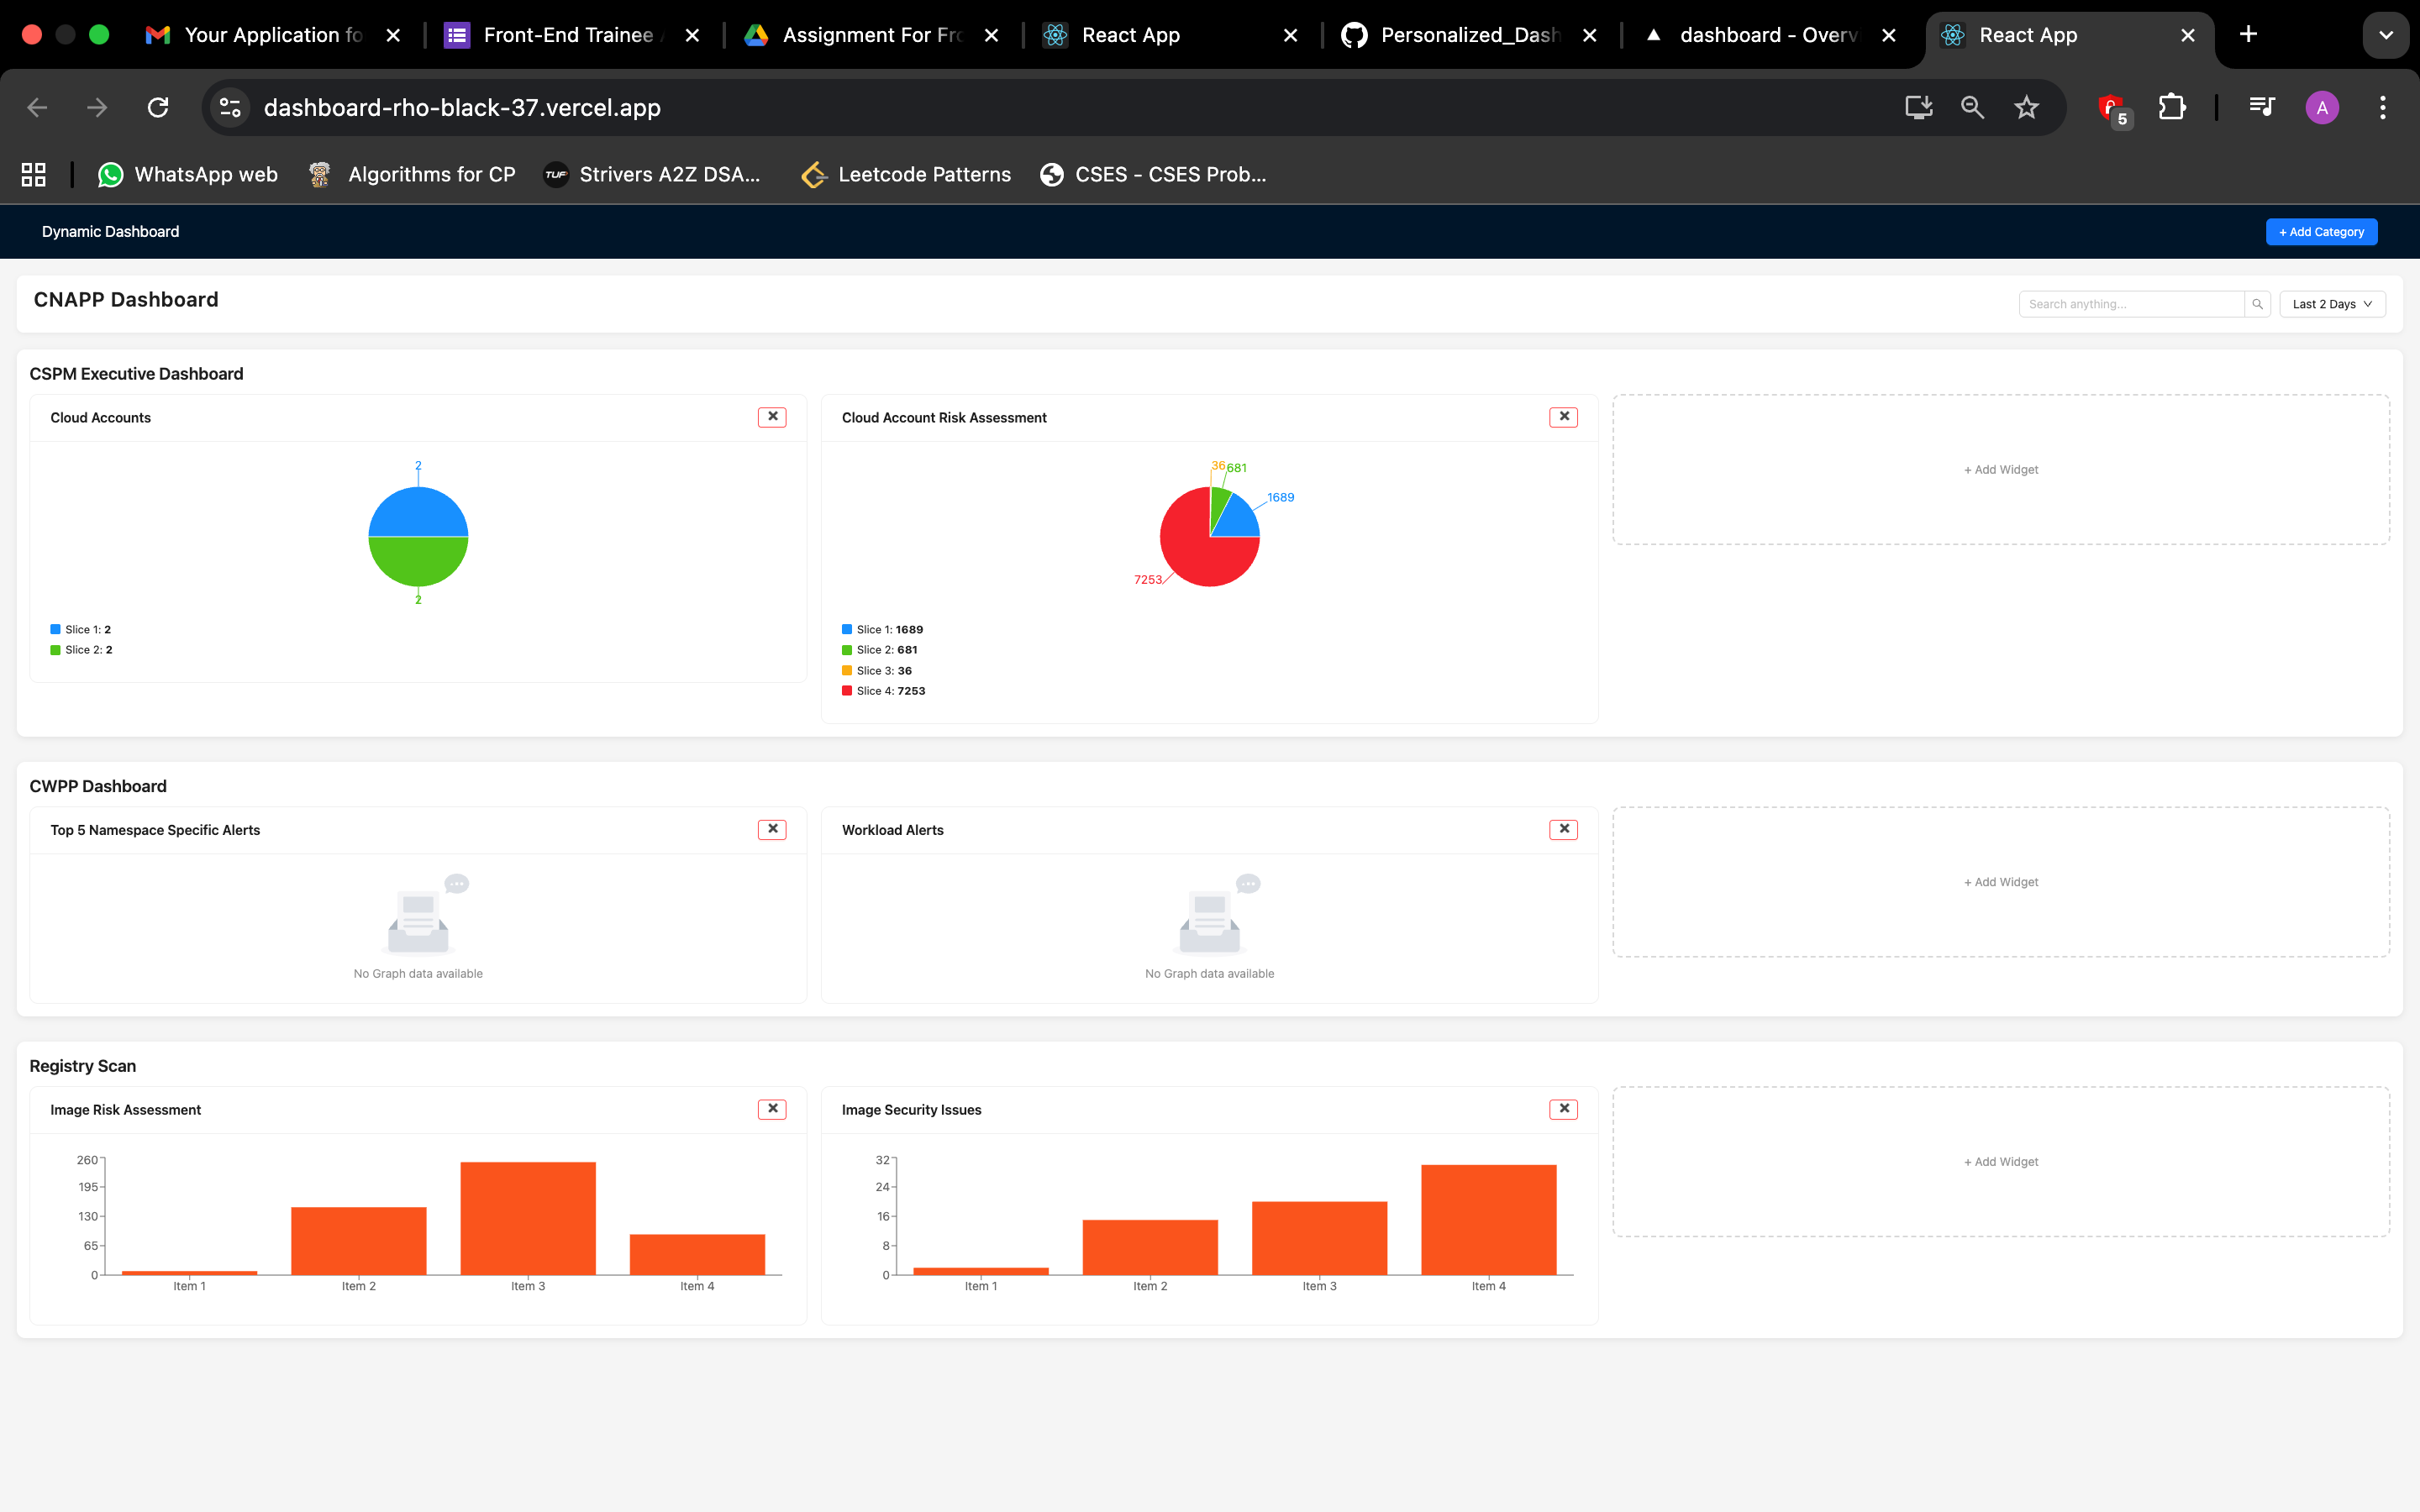 Your Application fo
Front-End Trainee A
Assignment For Fro
React App
Personalized_Dash
dashboard - Overv
React App
dashboard-rho-black-37.vercel.app
5
A
WhatsApp web
Algorithms for CP
TUF
Strivers A2Z DSA...
Leetcode Patterns
CSES - CSES Prob...
Dynamic Dashboard
+ Add Category
CNAPP Dashboard
Search anything...
Last 2 Days
CSPM Executive Dashboard
Cloud Accounts
2
2
Slice 1: 2
Slice 2: 2
Cloud Account Risk Assessment
36
681
1689
7253
Slice 1: 1689
Slice 2: 681
Slice 3: 36
Slice 4: 7253
+ Add Widget
CWPP Dashboard
Top 5 Namespace Specific Alerts
No Graph data available
Workload Alerts
No Graph data available
+ Add Widget
Registry Scan
Image Risk Assessment
260
195
130
65
0
Item 1 Item 2 Item 3 Item 4
Image Security Issues
32
24
16
8
0
Item 1 Item 2 Item 3 Item 4
+ Add Widget